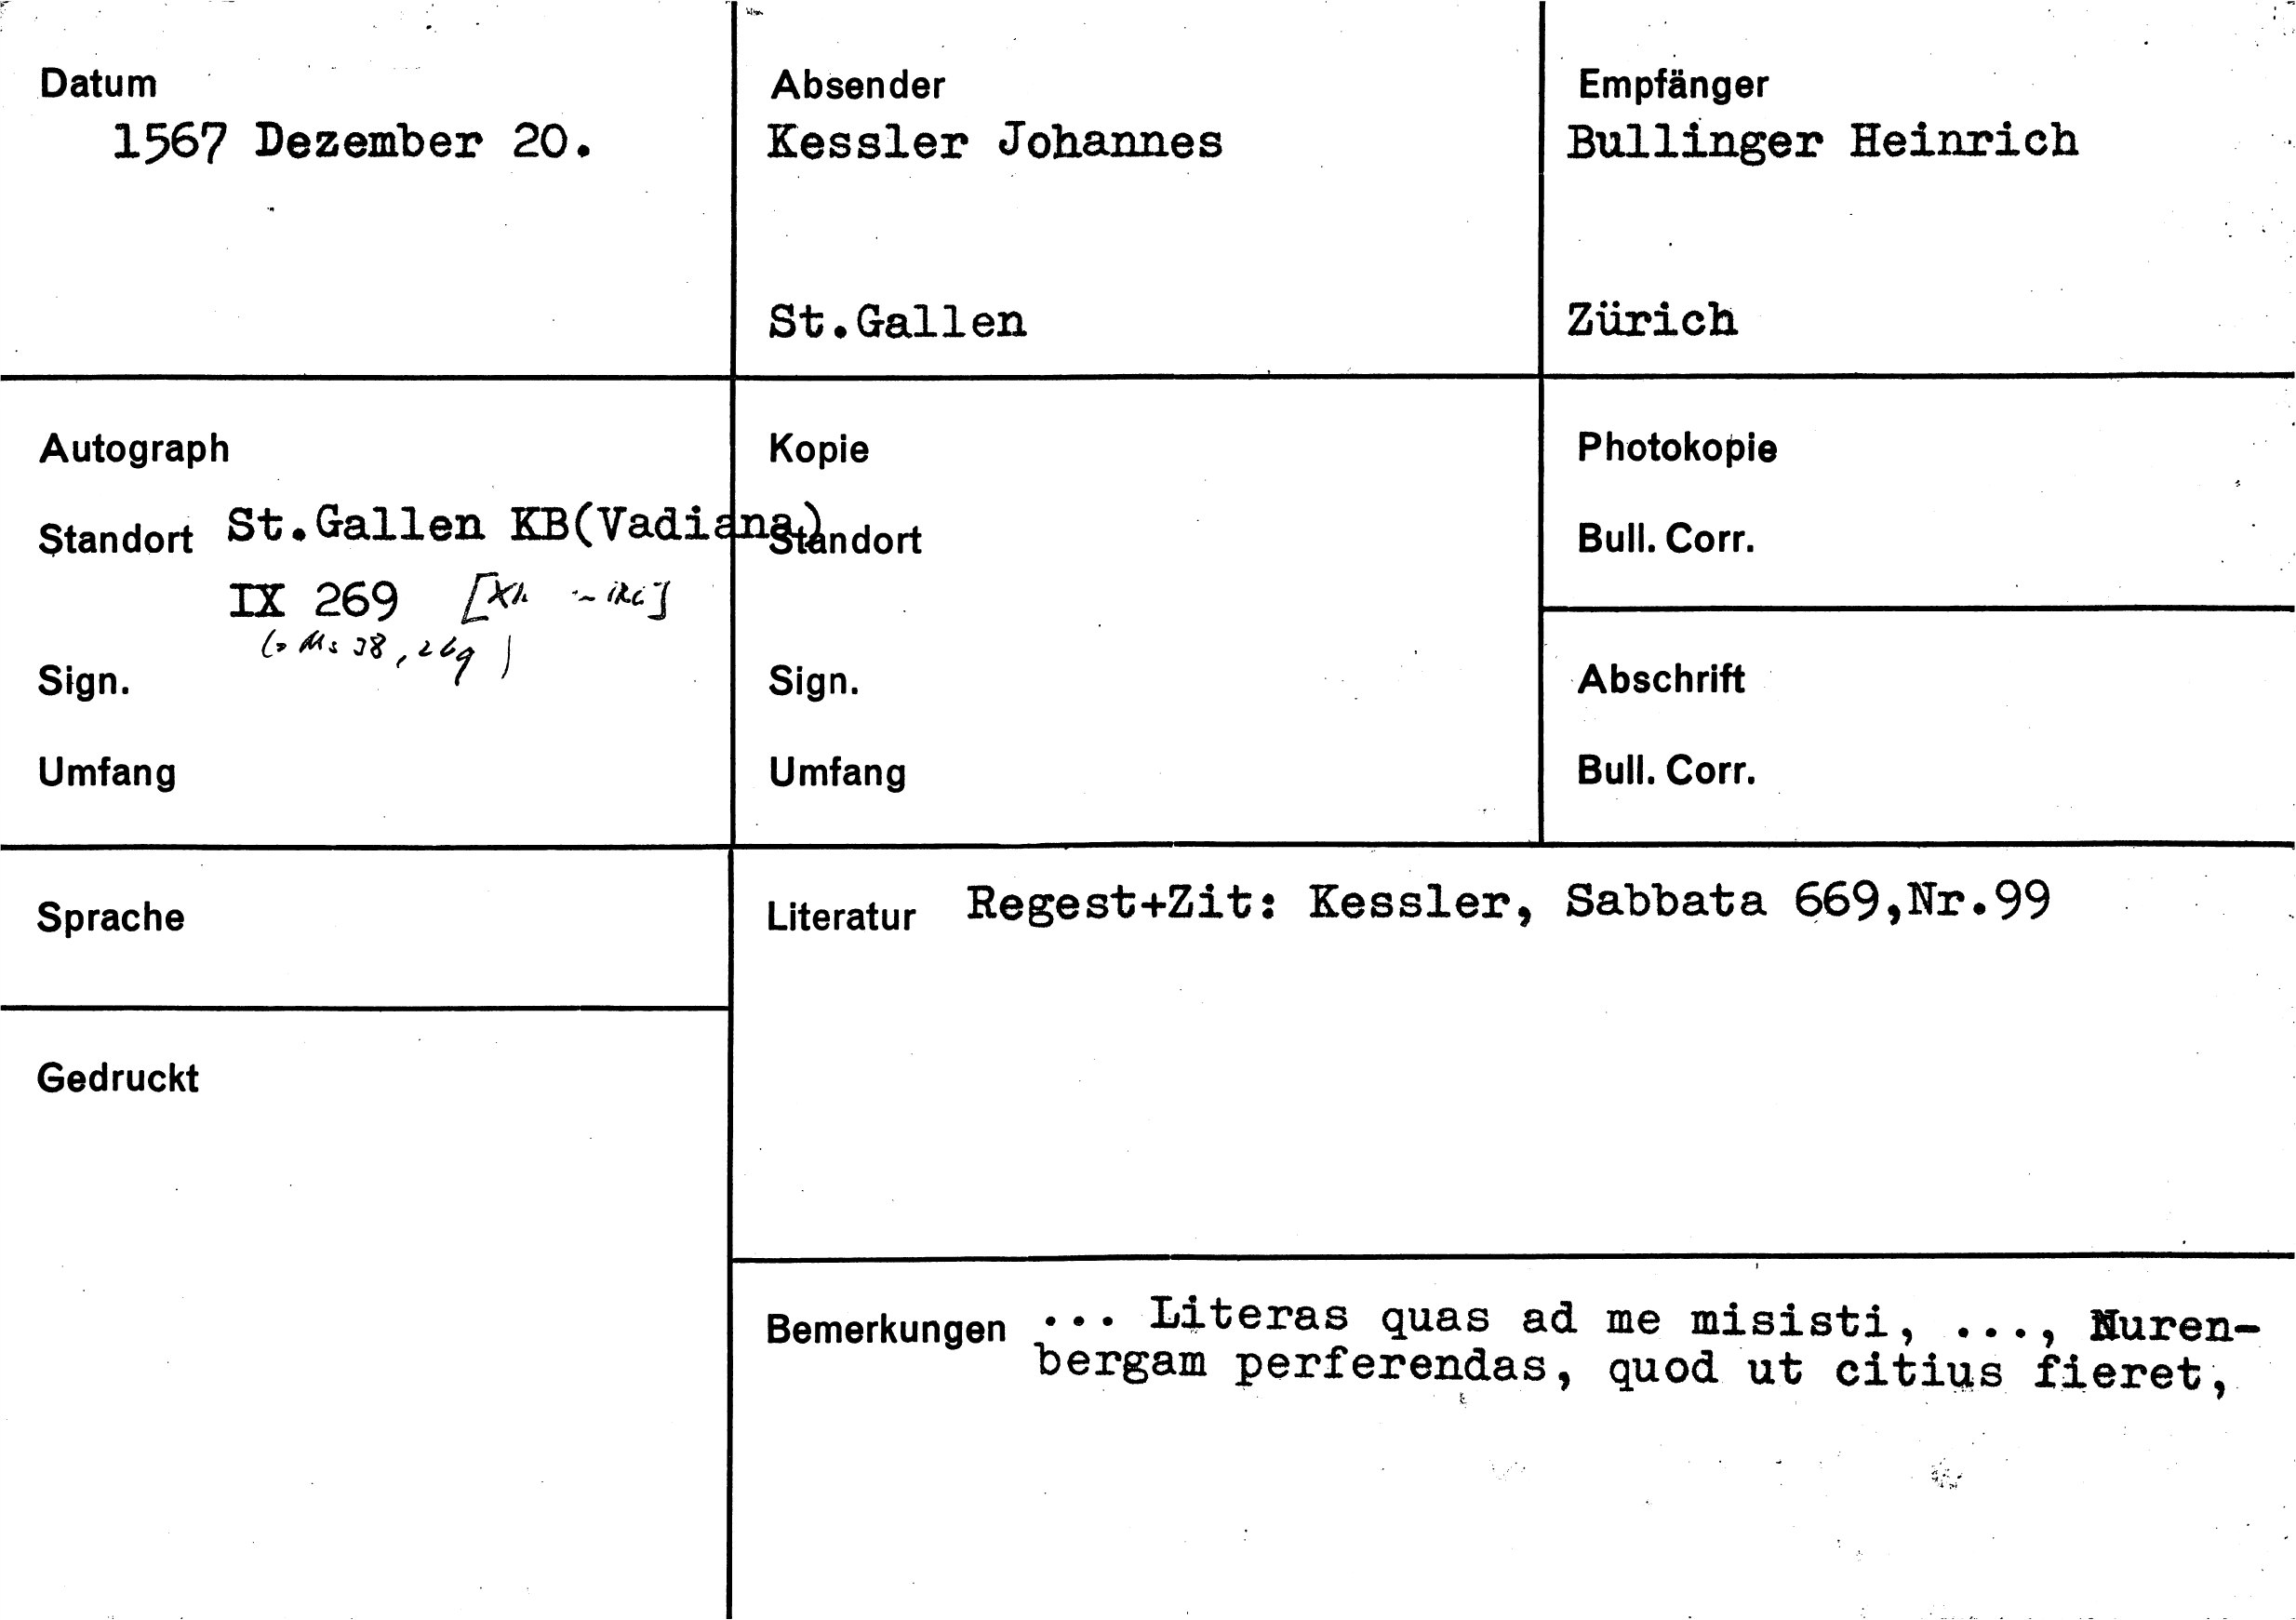 Datum
1567 Dezember 20.
Absender
Kessler Johannes
St.Gallen
Empfänger
Bullinger Heinrich
Zürich
Autograph
Standort St.Gallen KB(Vadiana)
IX 269
Ms 38, 269)
Sign.
Umfang
Kopie
Standort
Sign.
Umfang
Photokopie
Bull. Corr.
Abschrift
Bull. Corr.
Sprache
Gedruckt
Literatur Regest+Zit: Kessler, Sabbata 669,Nr.99
Bemerkungen ... Literas quas ad me misisti, ..., Nuren-
bergam perferendas, quod ut citius fieret,